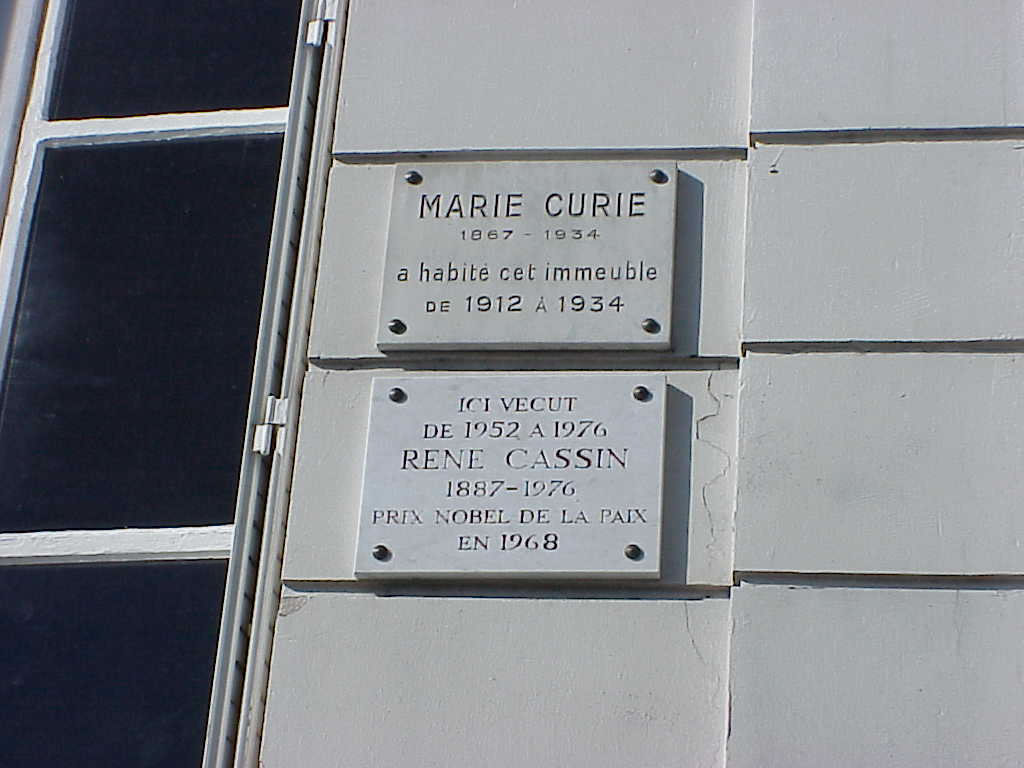 MARIE CURIE
1867 - 1934
a habité cet immeuble
DE 1912 À 1934
ICI VECUT
DE 1952 A 1976
RENE CASSIN
1887-1976
PRIX NOBEL DE LA PAIX
EN 1968